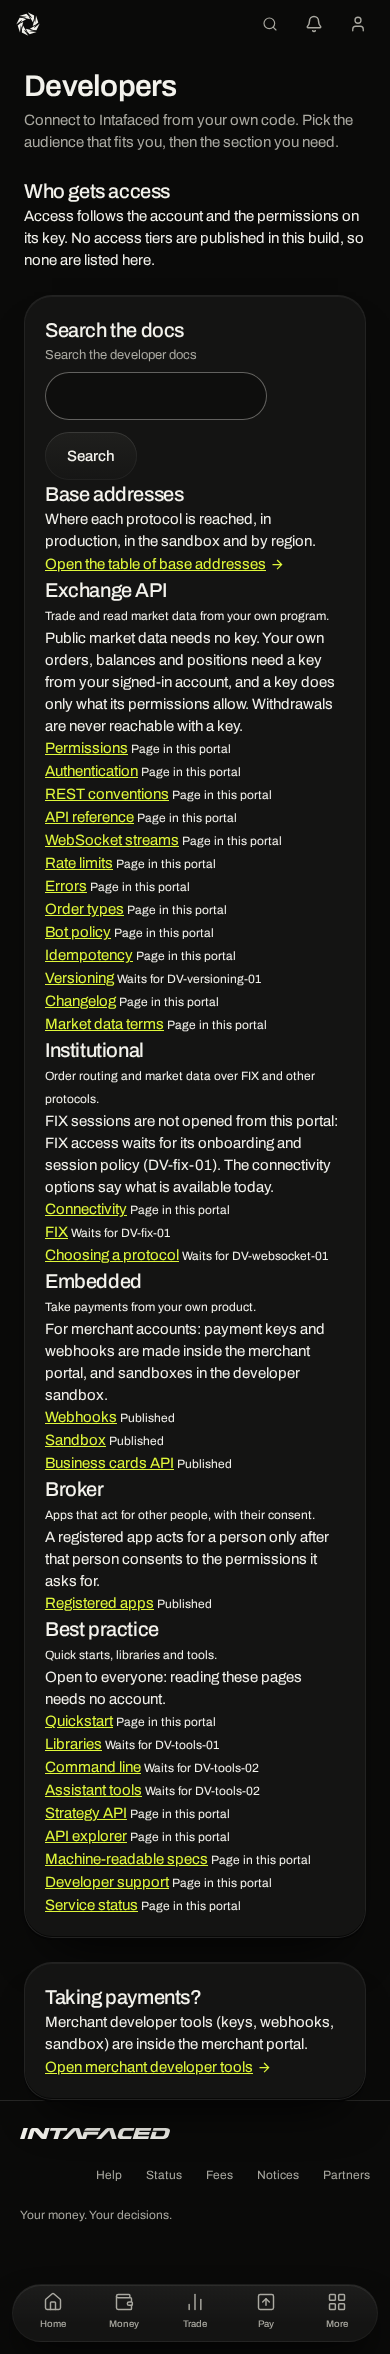 Developers
Connect to Intafaced from your own code. Pick the
audience that fits you, then the section you need.
Who gets access
Access follows the account and the permissions on
its key. No access tiers are published in this build, so
none are listed here.
Search the docs
Search the developer docs
Search
Base addresses
Where each protocol is reached, in
production, in the sandbox and by region.
Open the table of base addresses →
Exchange API
Trade and read market data from your own program.
Public market data needs no key. Your own
orders, balances and positions need a key
from your signed-in account, and a key does
only what its permissions allow. Withdrawals
are never reachable with a key.
Permissions Page in this portal
Authentication Page in this portal
REST conventions Page in this portal
API reference Page in this portal
WebSocket streams Page in this portal
Rate limits Page in this portal
Errors Page in this portal
Order types Page in this portal
Bot policy Page in this portal
Idempotency Page in this portal
Versioning Waits for DV-versioning-01
Changelog Page in this portal
Market data terms Page in this portal
Institutional
Order routing and market data over FIX and other
protocols.
FIX sessions are not opened from this portal:
FIX access waits for its onboarding and
session policy (DV-fix-01). The connectivity
options say what is available today.
Connectivity Page in this portal
FIX Waits for DV-fix-01
Choosing a protocol Waits for DV-websocket-01
Embedded
Take payments from your own product.
For merchant accounts: payment keys and
webhooks are made inside the merchant
portal, and sandboxes in the developer
sandbox.
Webhooks Published
Sandbox Published
Business cards API Published
Broker
Apps that act for other people, with their consent.
A registered app acts for a person only after
that person consents to the permissions it
asks for.
Registered apps Published
Best practice
Quick starts, libraries and tools.
Open to everyone: reading these pages
needs no account.
Quickstart Page in this portal
Libraries Waits for DV-tools-01
Command line Waits for DV-tools-02
Assistant tools Waits for DV-tools-02
Strategy API Page in this portal
API explorer Page in this portal
Machine-readable specs Page in this portal
Developer support Page in this portal
Service status Page in this portal
Taking payments?
Merchant developer tools (keys, webhooks,
sandbox) are inside the merchant portal.
Open merchant developer tools →
INTAFACED
Help Status Fees Notices Partners
Your money. Your decisions.
Home Money Trade Pay More